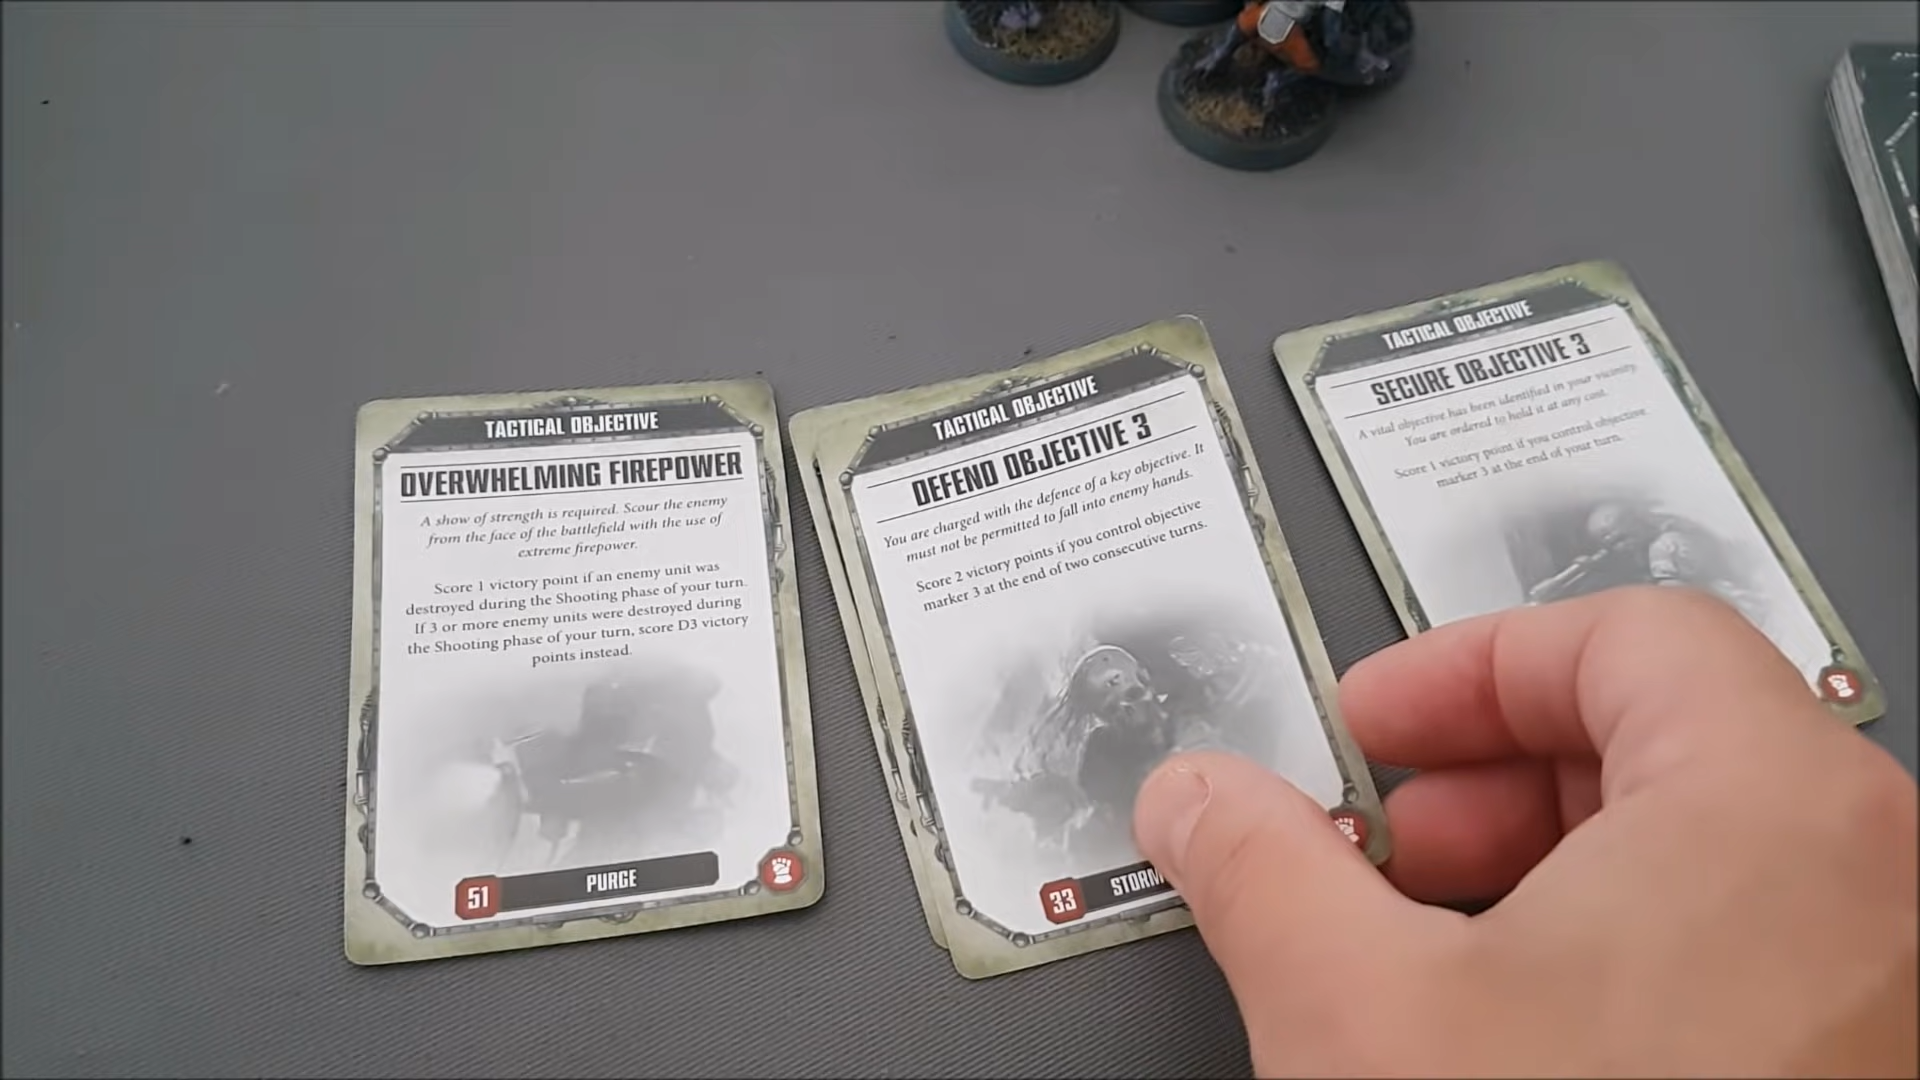 TACTICAL OBJECTIVE
OVERWHELMING FIREPOWER
A show of strength is required. Scour the enemy
from the face of the battlefield with the use of
extreme firepower.
Score 1 victory point if an enemy unit was
destroyed during the Shooting phase of your turn.
If 3 or more enemy units were destroyed during
the Shooting phase of your turn, score D3 victory
points instead.
51
PURGE
TACTICAL OBJECTIVE
DEFEND OBJECTIVE 3
You are charged with the defence of a key objective. It
must not be permitted to fall into enemy hands.
Score 2 victory points if you control objective
marker 3 at the end of two consecutive turns.
33
STORM
TACTICAL OBJECTIVE
SECURE OBJECTIVE 3
A vital objective has been identified in your vicinity.
You are ordered to hold it at any cost.
Score 1 victory point if you control objective
marker 3 at the end of your turn.